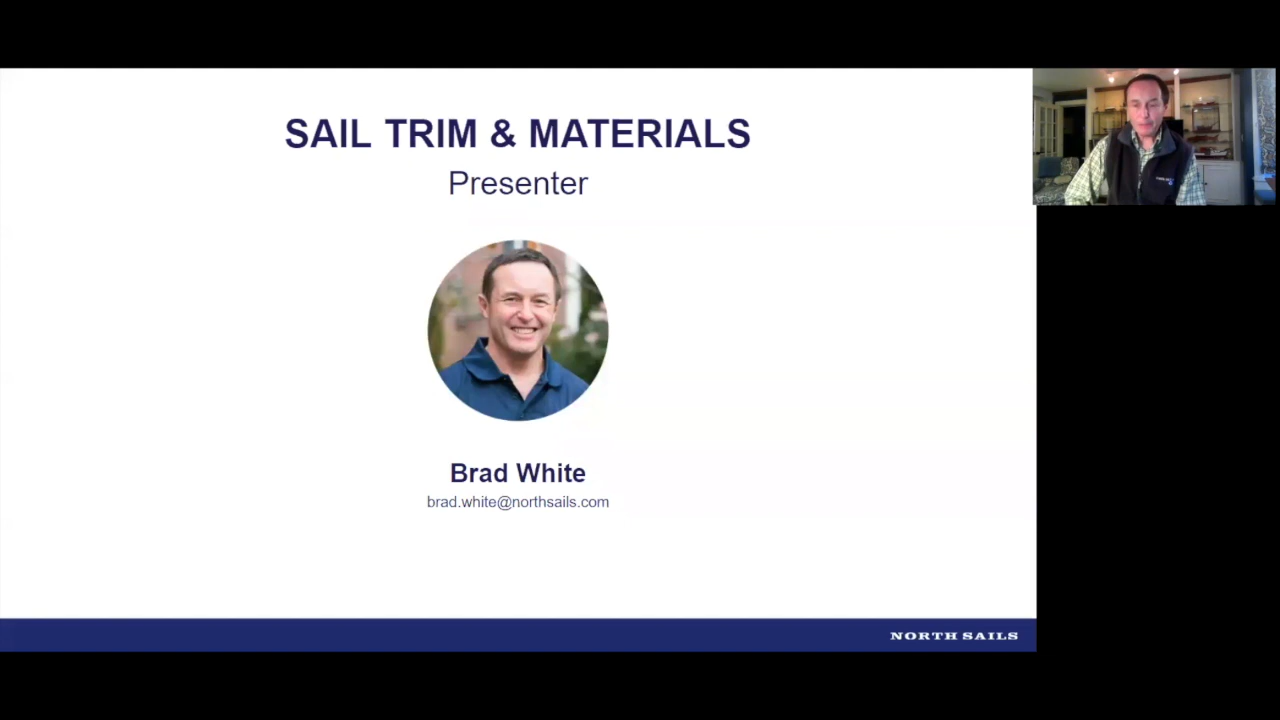 SAIL TRIM & MATERIALS
Presenter
Brad White
brad.white@northsails.com
NORTH SAILS